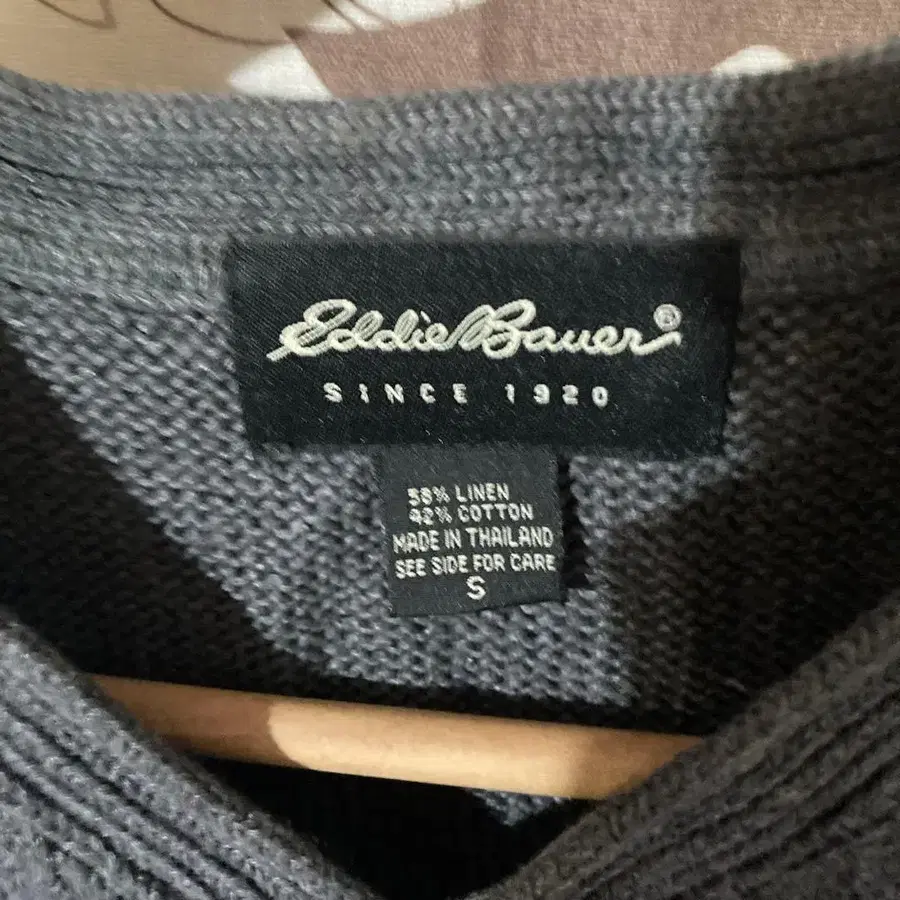 Eddie Bauer®
SINCE 1920
58% LINEN
42% COTTON
MADE IN THAILAND
SEE SIDE FOR CARE
S